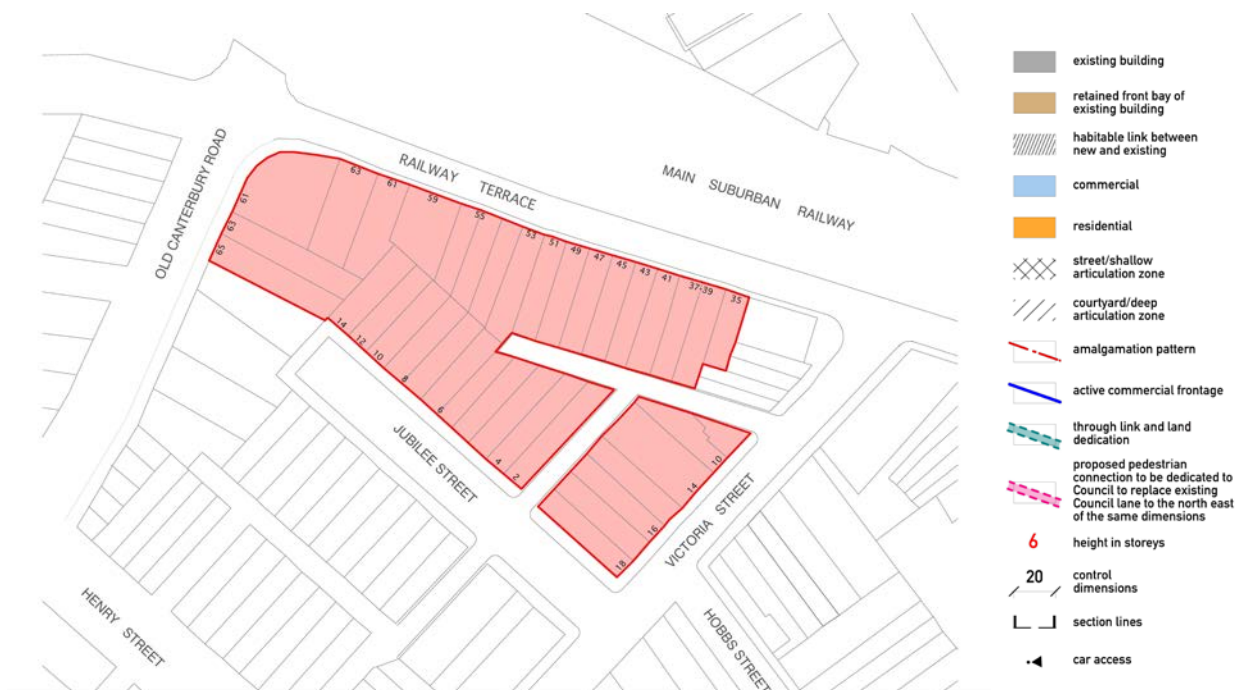 OLD CANTERBURY ROAD
RAILWAY TERRACE
MAIN SUBURBAN RAILWAY
63
61
59
55
53
51
49
47
45
43
41
37-39
35
61
63
65
14
12
10
8
6
4
2
10
14
16
18
JUBILEE STREET
VICTORIA STREET
HENRY STREET
HOBBS STREET
existing building
retained front bay of
existing building
habitable link between
new and existing
commercial
residential
street/shallow
articulation zone
courtyard/deep
articulation zone
amalgamation pattern
active commercial frontage
through link and land
dedication
proposed pedestrian
connection to be dedicated to
Council to replace existing
Council lane to the north east
of the same dimensions
6 height in storeys
20 control
dimensions
section lines
car access